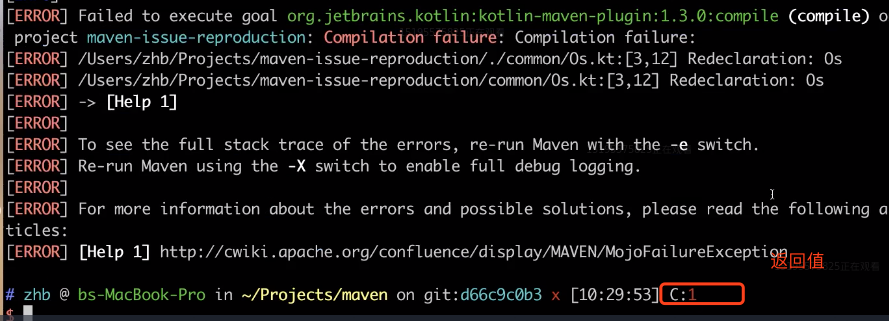 [ERROR] Failed to execute goal org.jetbrains.kotlin:kotlin-maven-plugin:1.3.0:compile (compile) o
project maven-issue-reproduction: Compilation failure: Compilation failure:
[ERROR] /Users/zhb/Projects/maven-issue-reproduction/./common/Os.kt:[3,12] Redeclaration: Os
[ERROR] /Users/zhb/Projects/maven-issue-reproduction/common/Os.kt:[3,12] Redeclaration: Os
[ERROR] -> [Help 1]
[ERROR]
[ERROR] To see the full stack trace of the errors, re-run Maven with the -e switch.
[ERROR] Re-run Maven using the -X switch to enable full debug logging.
[ERROR]
[ERROR] For more information about the errors and possible solutions, please read the following a
ticles:
[ERROR] [Help 1] http://cwiki.apache.org/confluence/display/MAVEN/MojoFailureException
返回值
# zhb @ bs-MacBook-Pro in ~/Projects/maven on git:d66c9c0b3 x [10:29:53] C:1
$